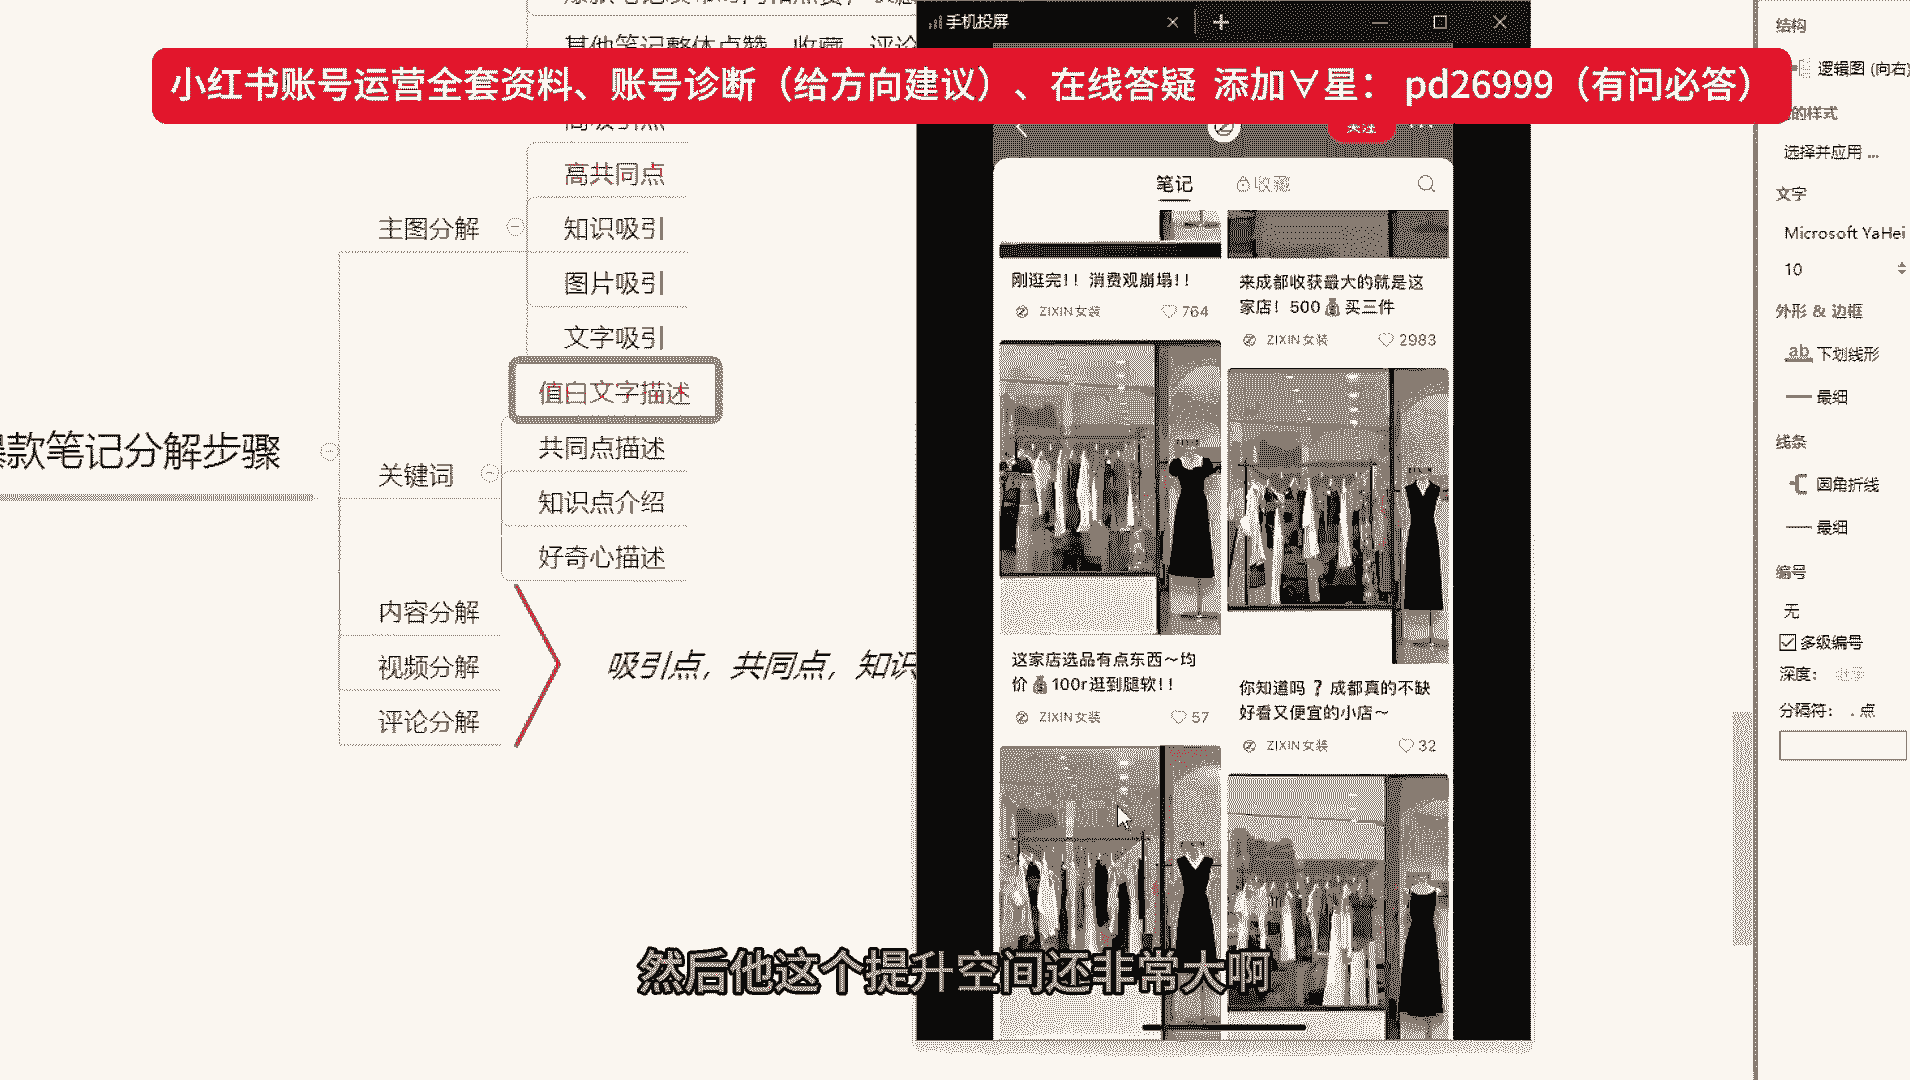 手机投屏
小红书账号运营全套资料、账号诊断（给方向建议）、在线答疑 添加∀星： pd26999（有问必答）
高共同点
主图分解
知识吸引
图片吸引
文字吸引
值白文字描述
爆款笔记分解步骤
关键词
共同点描述
知识点介绍
好奇心描述
内容分解
视频分解
评论分解
吸引点，共同点，知识
关注
笔记
收藏
刚逛完！！消费观崩塌！！
ZIXIN女装 764
来成都收获最大的就是这
家店！500💰买三件
ZIXIN女装 2983
这家店选品有点东西～均
价💰100r逛到腿软！！
ZIXIN女装 57
你知道吗？成都真的不缺
好看又便宜的小店～
ZIXIN女装 32
然后他这个提升空间还非常大啊
结构
逻辑图 (向右)
的样式
选择并应用 ...
文字
Microsoft YaHei
10
外形 & 边框
下划线形
最细
线条
圆角折线
最细
编号
无
多级编号
深度：
分隔符： . 点